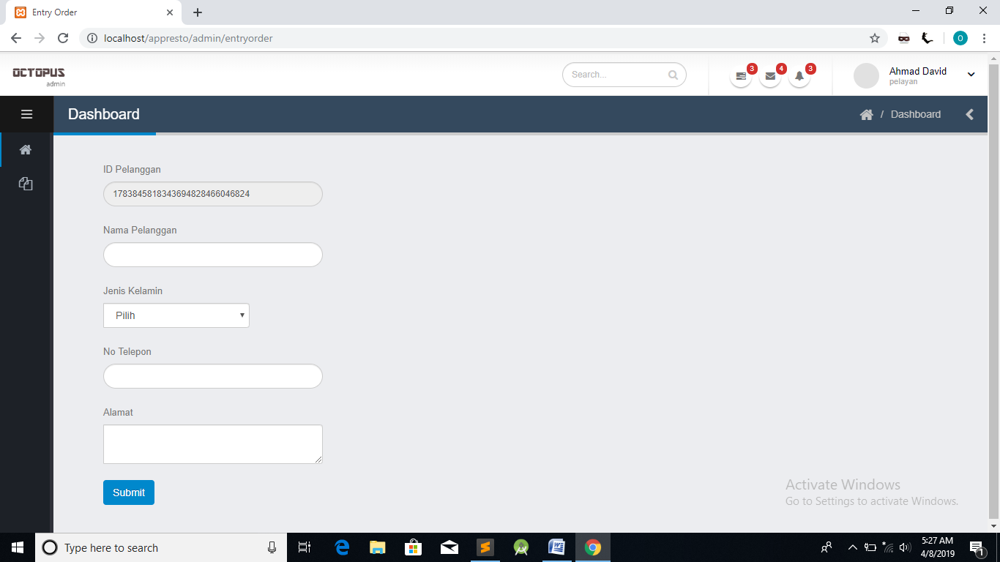 Entry Order
localhost/appresto/admin/entryorder
O
OCTOPUS
admin
Search...
3
4
3
Ahmad David
pelayan
Dashboard
/ Dashboard
ID Pelanggan
1783845818343694828466046824
Nama Pelanggan
Jenis Kelamin
Pilih
No Telepon
Alamat
Submit
Activate Windows
Go to Settings to activate Windows.
Type here to search
5:27 AM
4/8/2019
1